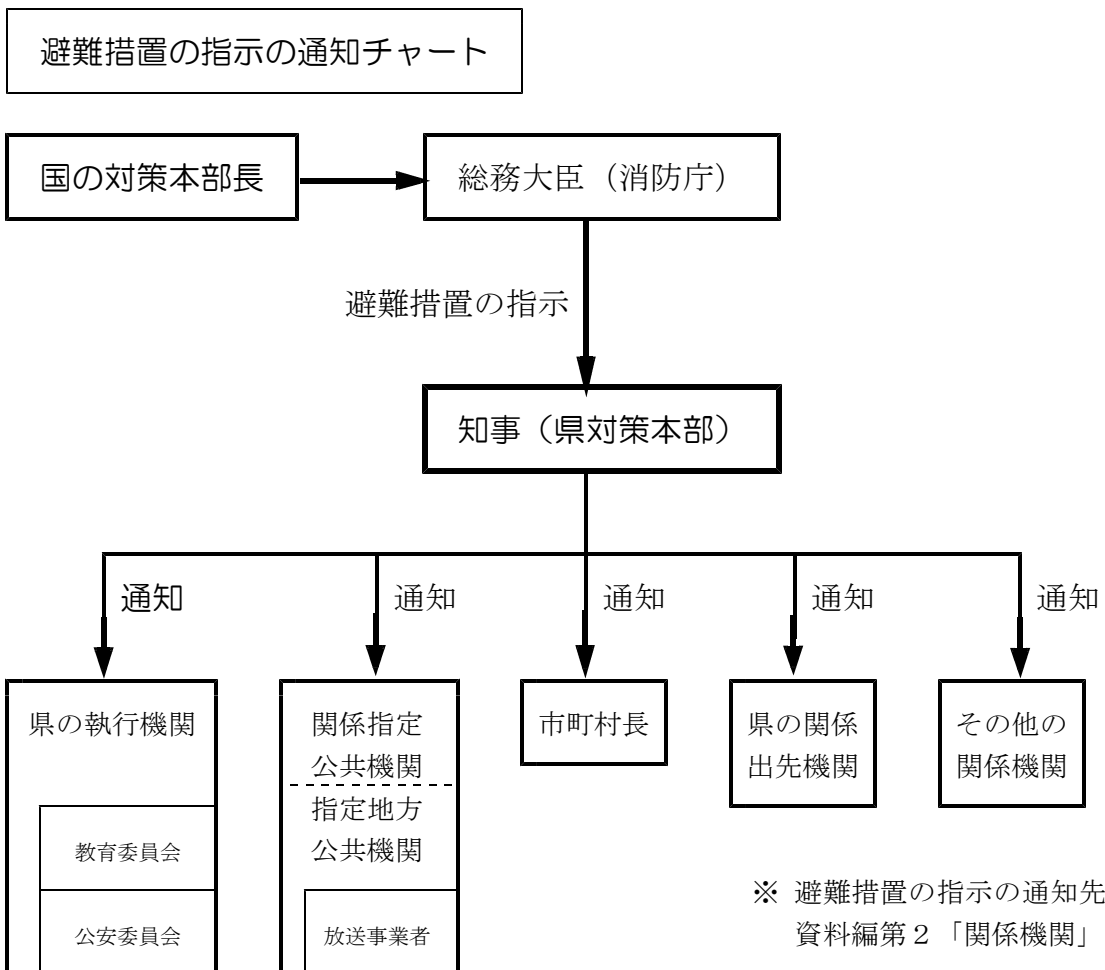 避難措置の指示の通知チャート
国の対策本部長
総務大臣（消防庁）
避難措置の指示
知事（県対策本部）
通知
通知
通知
通知
通知
県の執行機関
教育委員会
公安委員会
関係指定
公共機関
指定地方
公共機関
放送事業者
市町村長
県の関係
出先機関
その他の
関係機関
※ 避難措置の指示の通知先
資料編第２「関係機関」